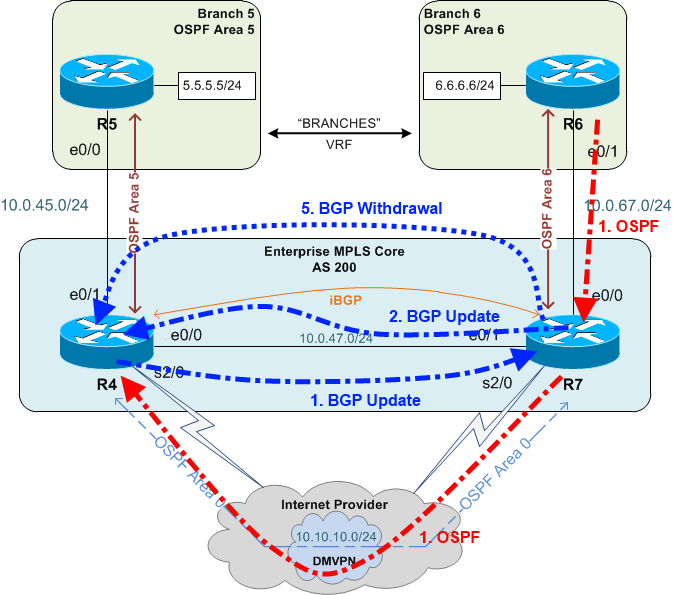 Branch 5
OSPF Area 5
Branch 6
OSPF Area 6
5.5.5.5/24
6.6.6.6/24
R5
R6
"BRANCHES"
VRF
e0/0
e0/1
OSPF Area 5
OSPF Area 6
10.0.45.0/24
10.0.67.0/24
5. BGP Withdrawal
1. OSPF
Enterprise MPLS Core
AS 200
e0/1
e0/0
iBGP
2. BGP Update
e0/0
10.0.47.0/24
e0/1
s2/0
s2/0
R4
R7
1. BGP Update
OSPF Area 0
OSPF Area 0
Internet Provider
10.10.10.0/24
1. OSPF
DMVPN